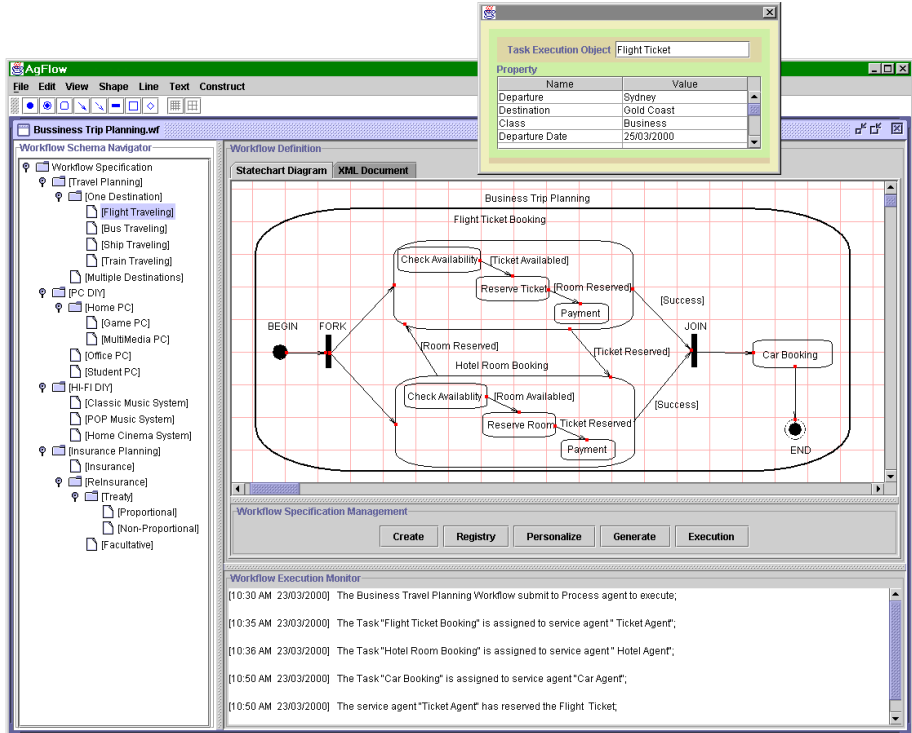 Task Execution Object Flight Ticket
Property
Name Value
Departure Sydney
Destination Gold Coast
Class Business
Departure Date 25/03/2000
AgFlow
File Edit View Shape Line Text Construct
Bussiness Trip Planning.wf
Workflow Schema Navigator
Workflow Specification
[Travel Planning]
[One Destination]
[Flight Traveling]
[Bus Traveling]
[Ship Traveling]
[Train Traveling]
[Multiple Destinations]
[PC DIY]
[Home PC]
[Game PC]
[MultiMedia PC]
[Office PC]
[Student PC]
[HI-FI DIY]
[Classic Music System]
[POP Music System]
[Home Cinema System]
[Insurance Planning]
[Insurance]
[ReInsurance]
[Treaty]
[Proportional]
[Non-Proportional]
[Facultative]
Workflow Definition
Statechart Diagram XML Document
Business Trip Planning
Flight Ticket Booking
Check Availability [Ticket Availabled]
Reserve Ticket [Room Reserved]
Payment
[Success]
BEGIN FORK JOIN
[Room Reserved] [Ticket Reserved]
Car Booking
Hotel Room Booking
Check Availablity [Room Availabled]
[Success]
Reserve Room Ticket Reserved
Payment
END
Workflow Specification Management
Create Registry Personalize Generate Execution
Workflow Execution Monitor
[10:30 AM 23/03/2000] The Business Travel Planning Workflow submit to Process agent to execute;
[10:35 AM 23/03/2000] The Task "Flight Ticket Booking" is assigned to service agent " Ticket Agent";
[10:36 AM 23/03/2000] The Task "Hotel Room Booking" is assigned to service agent " Hotel Agent";
[10:50 AM 23/03/2000] The Task "Car Booking" is assigned to service agent "Car Agent";
[10:50 AM 23/03/2000] The service agent "Ticket Agent" has reserved the Flight Ticket;